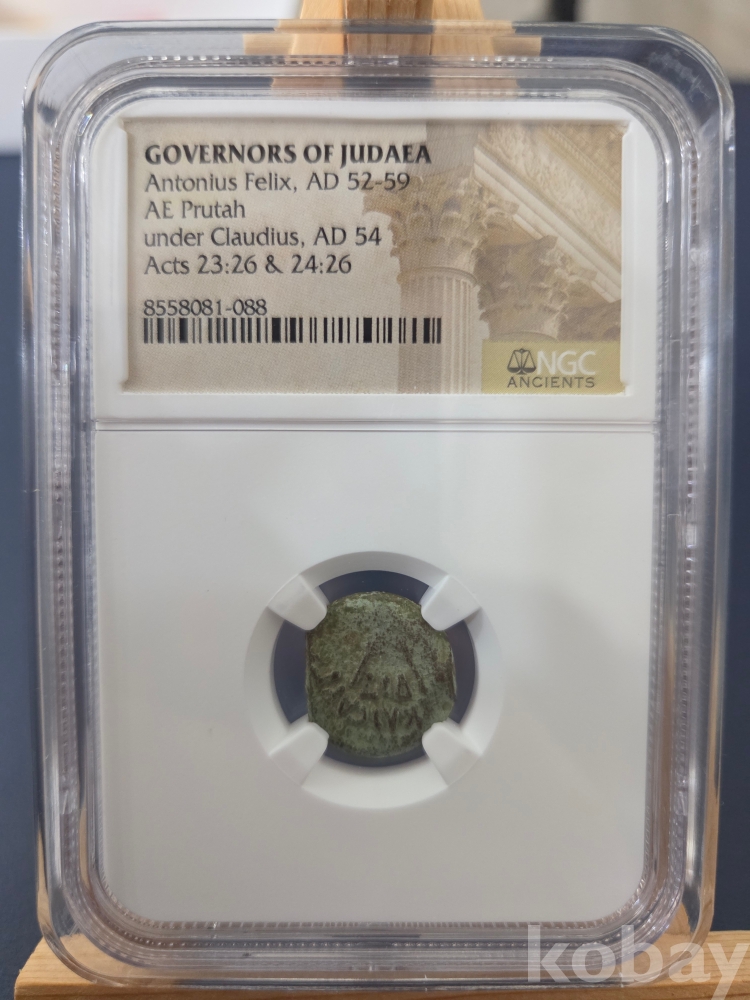 GOVERNORS OF JUDAEA
Antonius Felix, AD 52-59
AE Prutah
under Claudius, AD 54
Acts 23:26 & 24:26
8558081-088
NGC
ANCIENTS
kobay